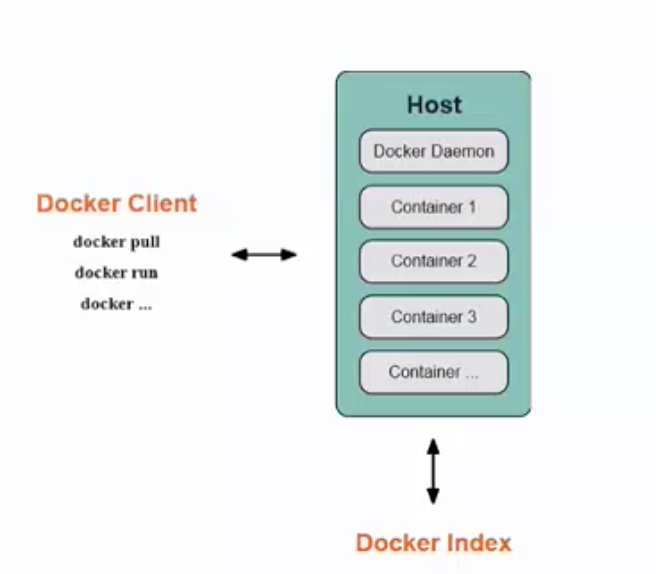 Host
Docker Daemon
Container 1
Container 2
Container 3
Container ...
Docker Client
docker pull
docker run
docker ...
Docker Index